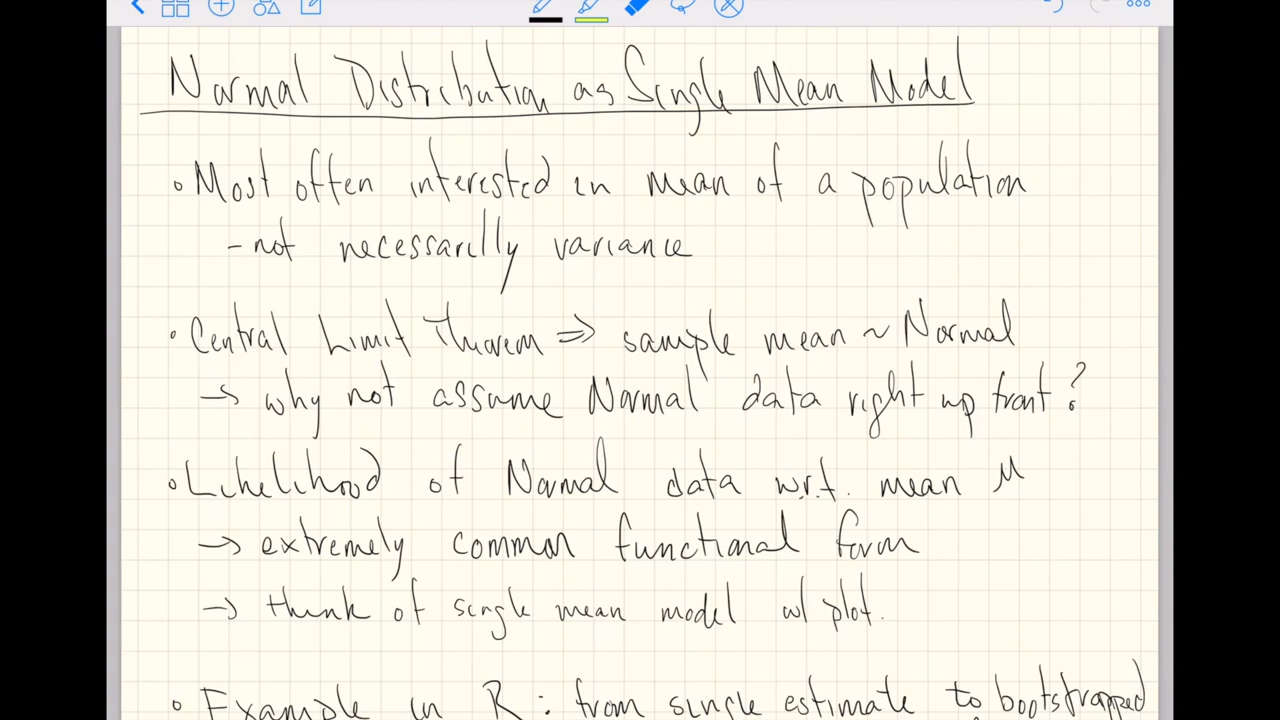 Normal Distribution as Single Mean Model
• Most often interested in mean of a population
- not necessarilly variance
• Central Limit Theorem ⇒ sample mean ~ Normal
→ why not assume Normal data right up front?
• Likelihood of Normal data w.r.t. mean μ
→ extremely common functional form
→ think of single mean model w/ plot.
• Example in R: from single estimate to bootstrapped